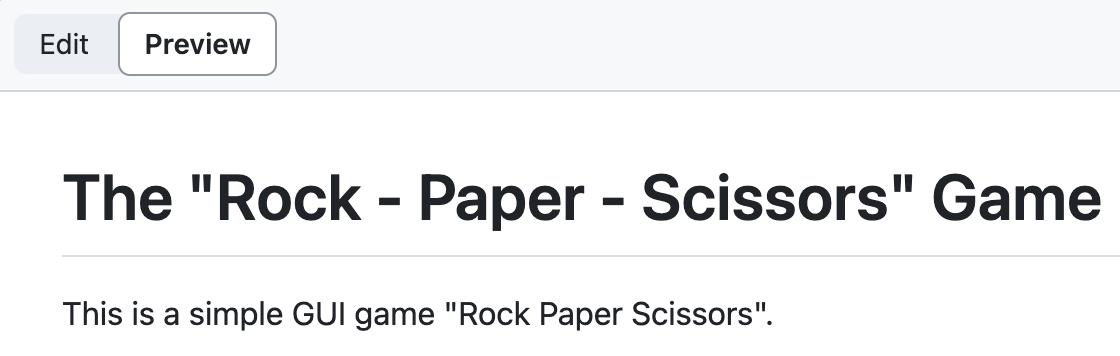 Edit Preview
The "Rock - Paper - Scissors" Game
This is a simple GUI game "Rock Paper Scissors".